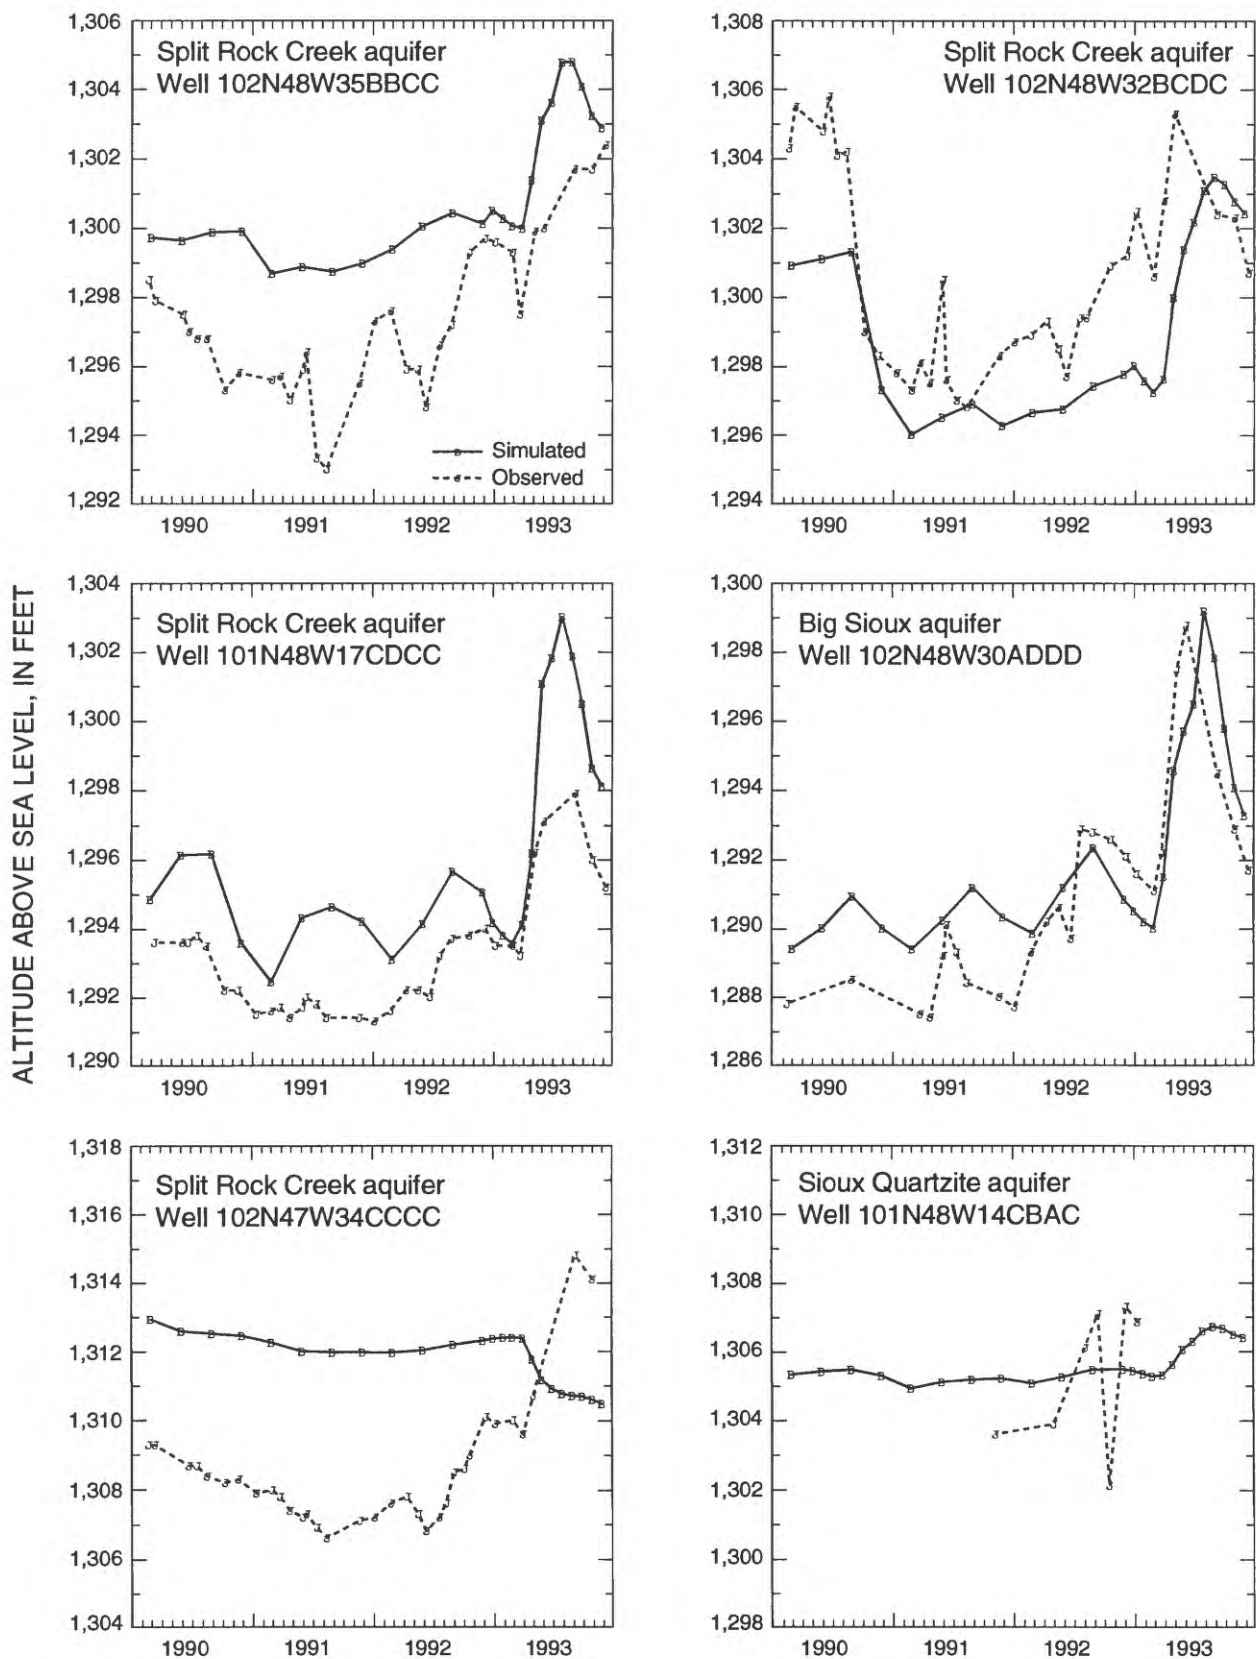 1,306
1,304
1,302
1,300
1,298
1,296
1,294
1,292
Split Rock Creek aquifer
Well 102N48W35BBCC
Simulated
Observed
1990 1991 1992 1993
1,308
1,306
1,304
1,302
1,300
1,298
1,296
1,294
Split Rock Creek aquifer
Well 102N48W32BCDC
1990 1991 1992 1993
ALTITUDE ABOVE SEA LEVEL, IN FEET
1,304
1,302
1,300
1,298
1,296
1,294
1,292
1,290
Split Rock Creek aquifer
Well 101N48W17CDCC
1990 1991 1992 1993
1,300
1,298
1,296
1,294
1,292
1,290
1,288
1,286
Big Sioux aquifer
Well 102N48W30ADDD
1990 1991 1992 1993
1,318
1,316
1,314
1,312
1,310
1,308
1,306
1,304
Split Rock Creek aquifer
Well 102N47W34CCCC
1990 1991 1992 1993
1,312
1,310
1,308
1,306
1,304
1,302
1,300
1,298
Sioux Quartzite aquifer
Well 101N48W14CBAC
1990 1991 1992 1993